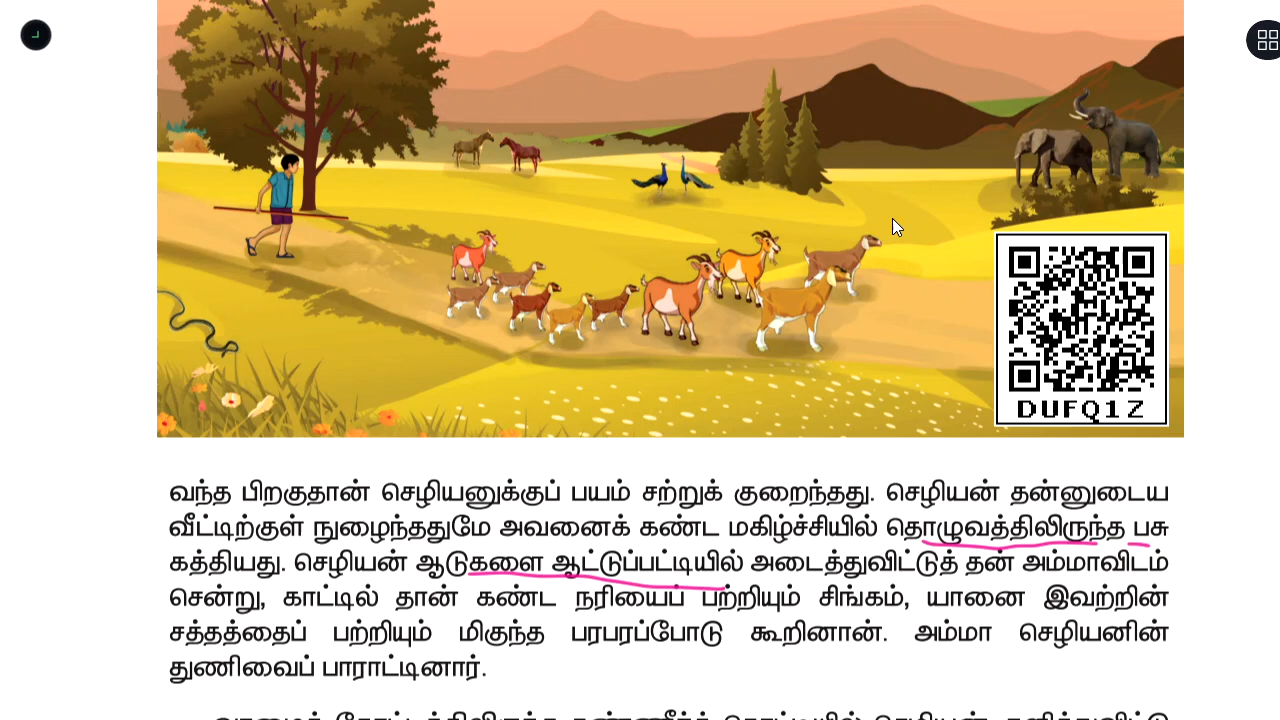 DUFQ1Z
வந்த பிறகுதான் செழியனுக்குப் பயம் சற்றுக் குறைந்தது. செழியன் தன்னுடைய
வீட்டிற்குள் நுழைந்ததுமே அவனைக் கண்ட மகிழ்ச்சியில் தொழுவத்திலிருந்த பசு
கத்தியது. செழியன் ஆடுகளை ஆட்டுப்பட்டியில் அடைத்துவிட்டுத் தன் அம்மாவிடம்
சென்று, காட்டில் தான் கண்ட நரியைப் பற்றியும் சிங்கம், யானை இவற்றின்
சத்தத்தைப் பற்றியும் மிகுந்த பரபரப்போடு கூறினான். அம்மா செழியனின்
துணிவைப் பாராட்டினார்.